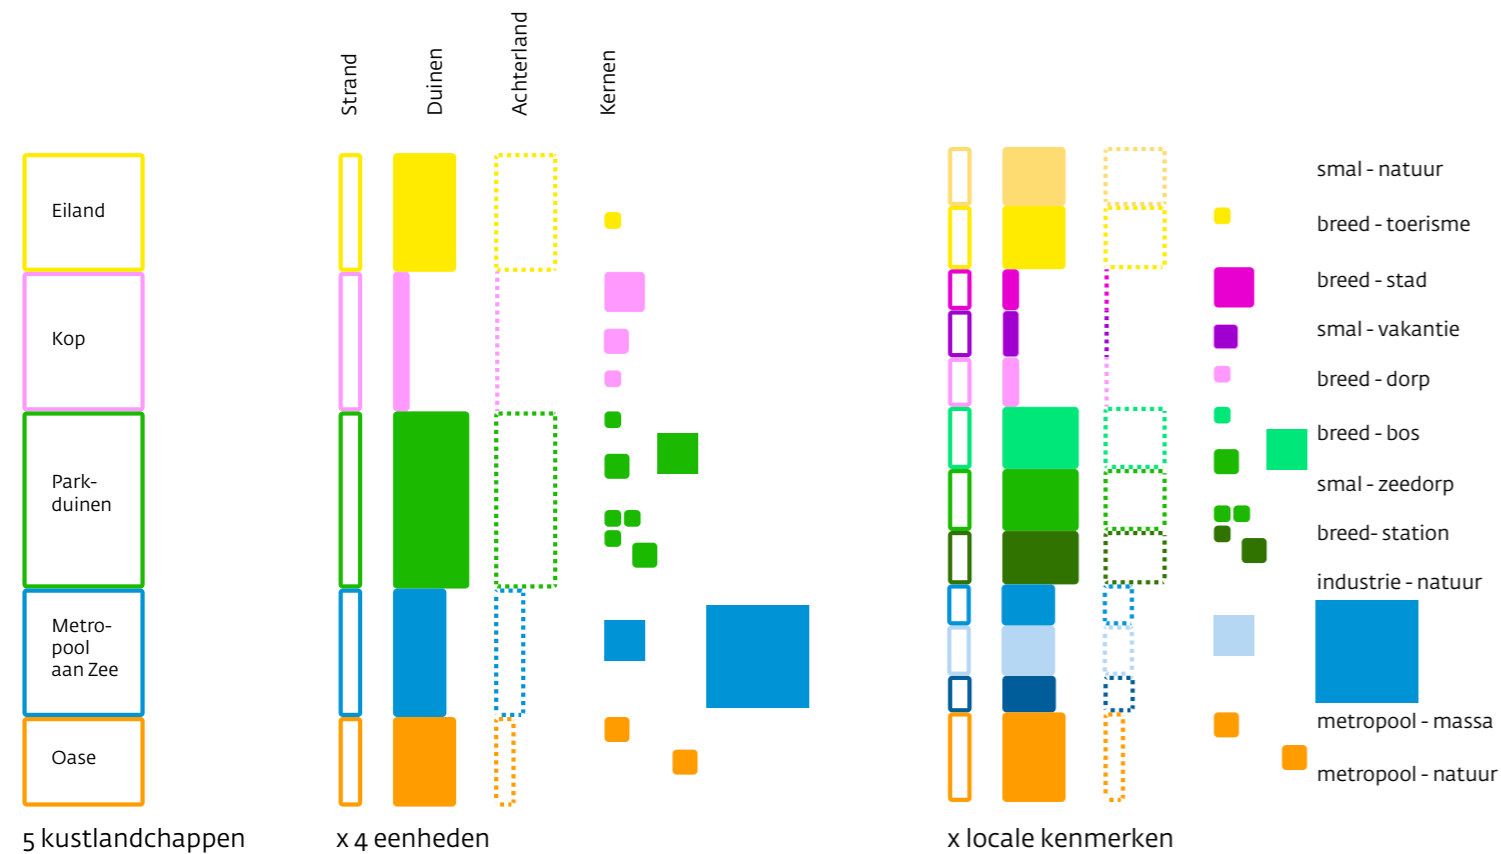 Strand
Duinen
Achterland
Kernen
Eiland
Kop
Park-
duinen
Metro-
pool
aan Zee
Oase
smal - natuur
breed - toerisme
breed - stad
smal - vakantie
breed - dorp
breed - bos
smal - zeedorp
breed- station
industrie - natuur
metropool - massa
metropool - natuur
5 kustlandchappen
x 4 eenheden
x locale kenmerken